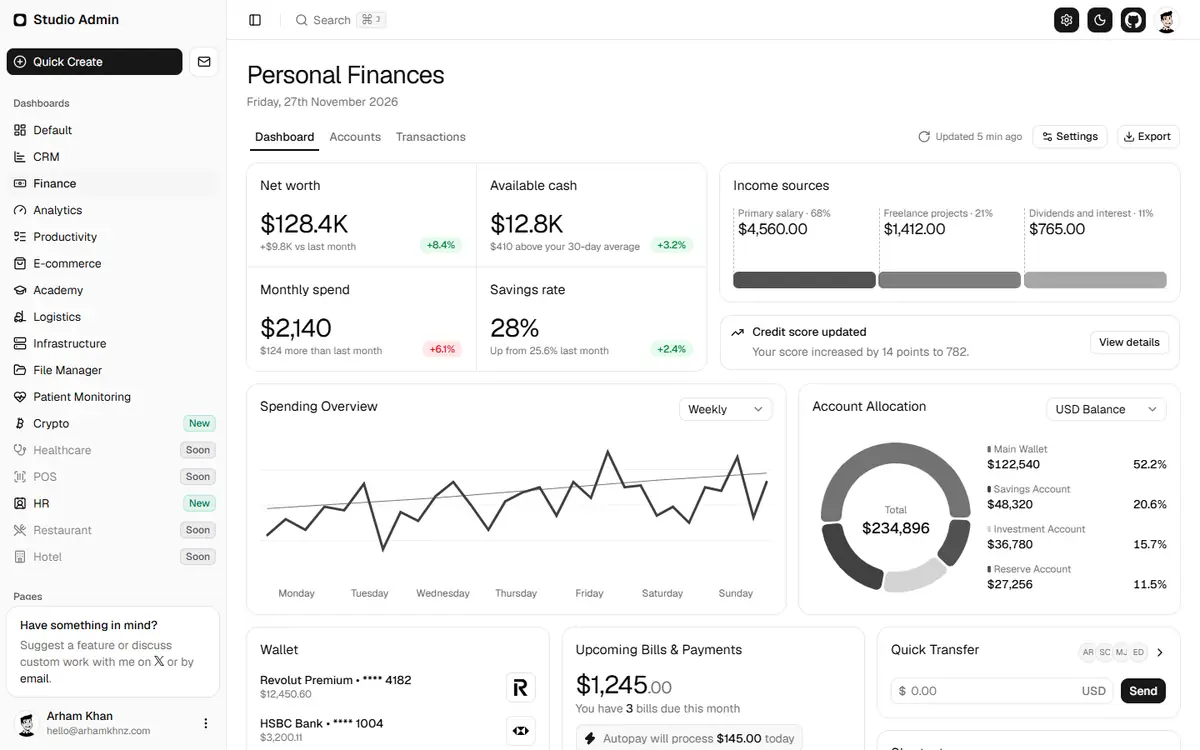 Studio Admin
Search
⌘ J
Quick Create
Dashboards
Default
CRM
Finance
Analytics
Productivity
E-commerce
Academy
Logistics
Infrastructure
File Manager
Patient Monitoring
Crypto New
Healthcare Soon
POS Soon
HR New
Restaurant Soon
Hotel Soon
Pages
Have something in mind?
Suggest a feature or discuss
custom work with me on 𝕏 or by
email.
Arham Khan
hello@arhamkhnz.com
Personal Finances
Friday, 27th November 2026
Dashboard Accounts Transactions
Updated 5 min ago
Settings
Export
Net worth
$128.4K
+$9.8K vs last month
+8.4%
Available cash
$12.8K
$410 above your 30-day average
+3.2%
Monthly spend
$2,140
$124 more than last month
+6.1%
Savings rate
28%
Up from 25.6% last month
+2.4%
Income sources
Primary salary · 68%
$4,560.00
Freelance projects · 21%
$1,412.00
Dividends and interest · 11%
$765.00
Credit score updated
Your score increased by 14 points to 782.
View details
Spending Overview
Weekly
Monday Tuesday Wednesday Thursday Friday Saturday Sunday
Account Allocation
USD Balance
Total
$234,896
Main Wallet
$122,540 52.2%
Savings Account
$48,320 20.6%
Investment Account
$36,780 15.7%
Reserve Account
$27,256 11.5%
Wallet
Revolut Premium • **** 4182
$12,450.60
R
HSBC Bank • **** 1004
$3,200.11
Upcoming Bills & Payments
$1,245.00
You have 3 bills due this month
Autopay will process $145.00 today
Quick Transfer
AR SC MJ ED
$ 0.00 USD
Send